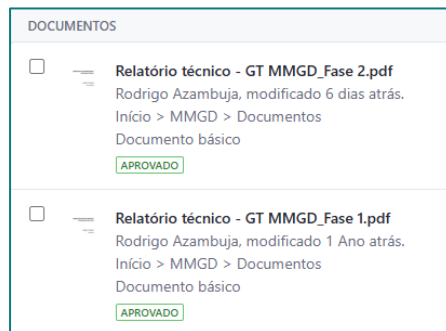 DOCUMENTOS
Relatório técnico - GT MMGD_Fase 2.pdf
Rodrigo Azambuja, modificado 6 dias atrás.
Início > MMGD > Documentos
Documento básico
APROVADO
Relatório técnico - GT MMGD_Fase 1.pdf
Rodrigo Azambuja, modificado 1 Ano atrás.
Início > MMGD > Documentos
Documento básico
APROVADO